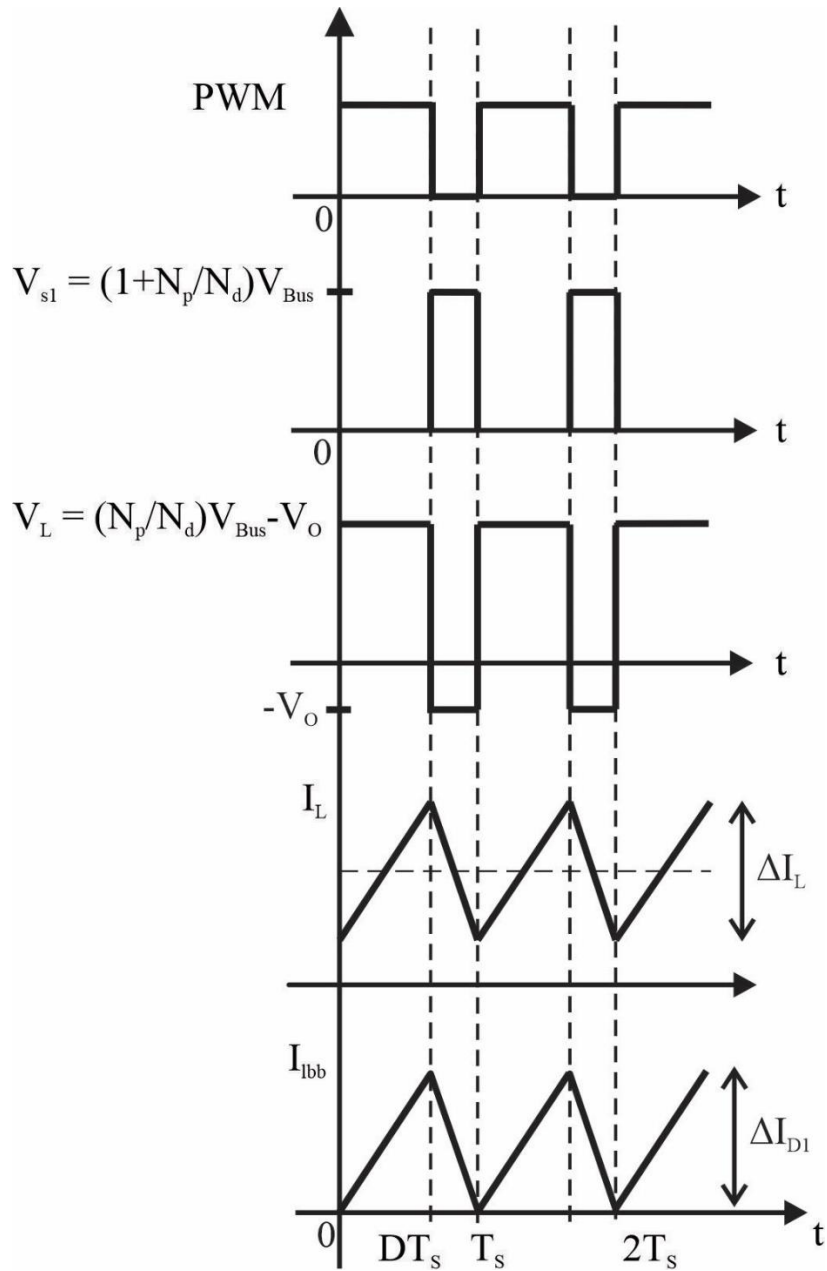 PWM
t
0
V_s1 = (1+N_p/N_d)V_Bus
t
0
V_L = (N_p/N_d)V_Bus-V_O
t
-V_O
I_L
ΔI_L
I_lbb
ΔI_D1
0
t
DT_S
T_S
2T_S